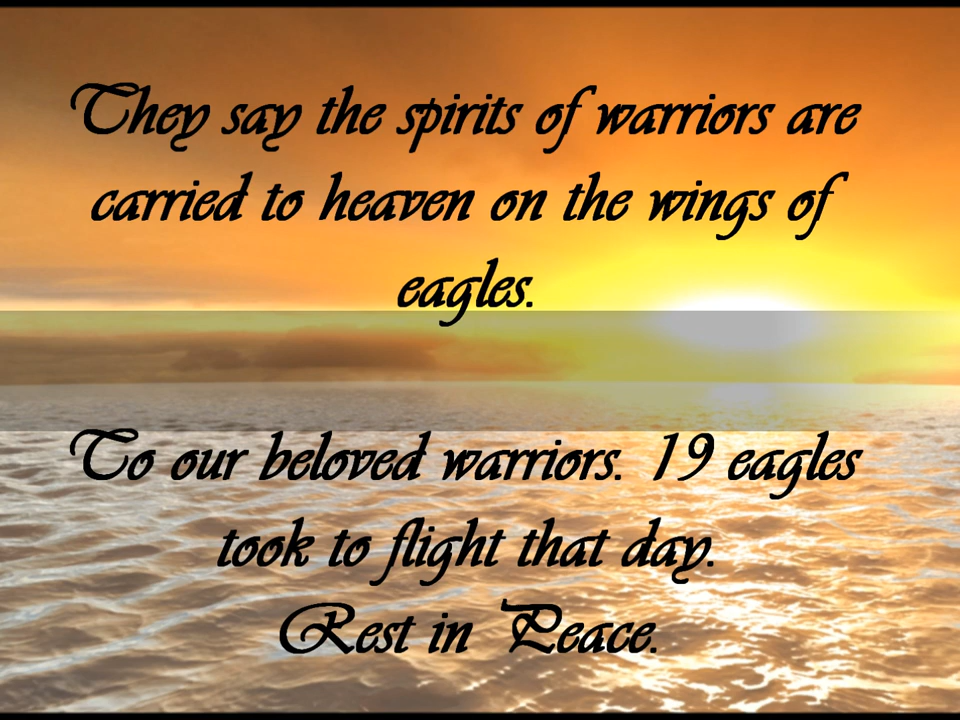 They say the spirits of warriors are
carried to heaven on the wings of
eagles.
To our beloved warriors. 19 eagles
took to flight that day.
Rest in Peace.